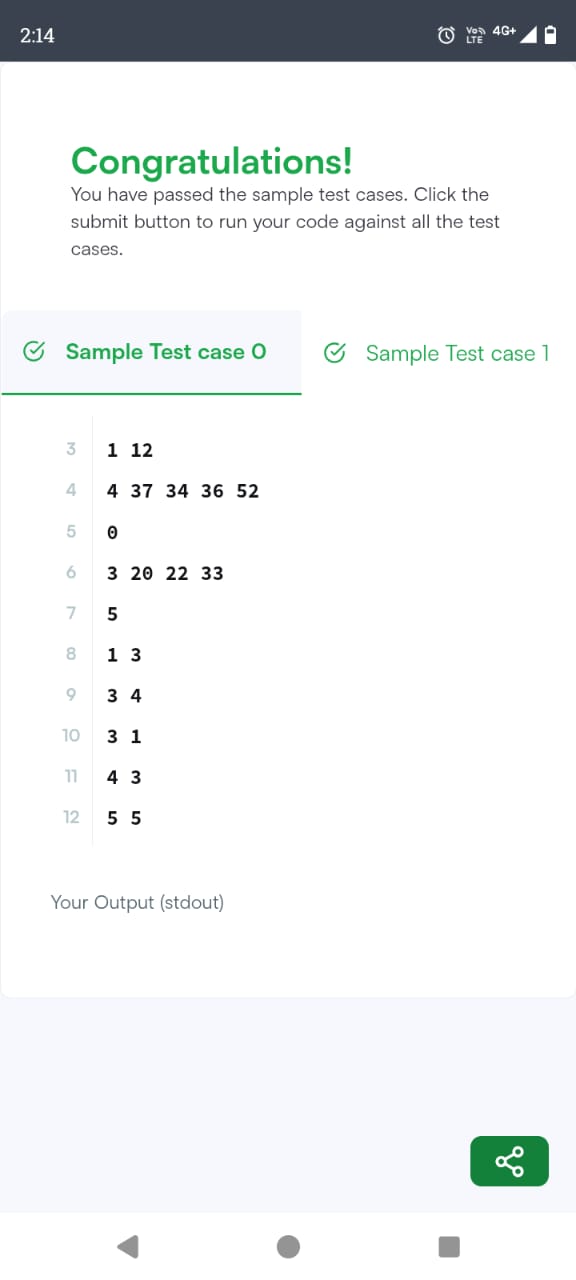 2:14
Vo))
LTE
4G+
Congratulations!
You have passed the sample test cases. Click the
submit button to run your code against all the test
cases.
Sample Test case 0
Sample Test case 1
3 1 12
4 4 37 34 36 52
5 0
6 3 20 22 33
7 5
8 1 3
9 3 4
10 3 1
11 4 3
12 5 5
Your Output (stdout)